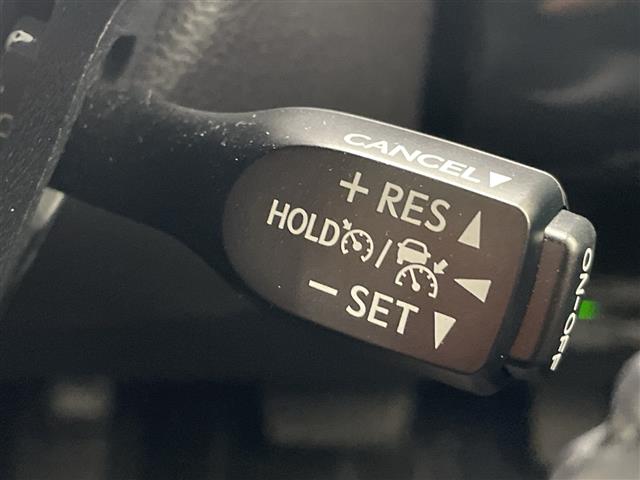 CANCEL▼
+ RES ▲
HOLD / ◀
− SET ▼
ON-OFF